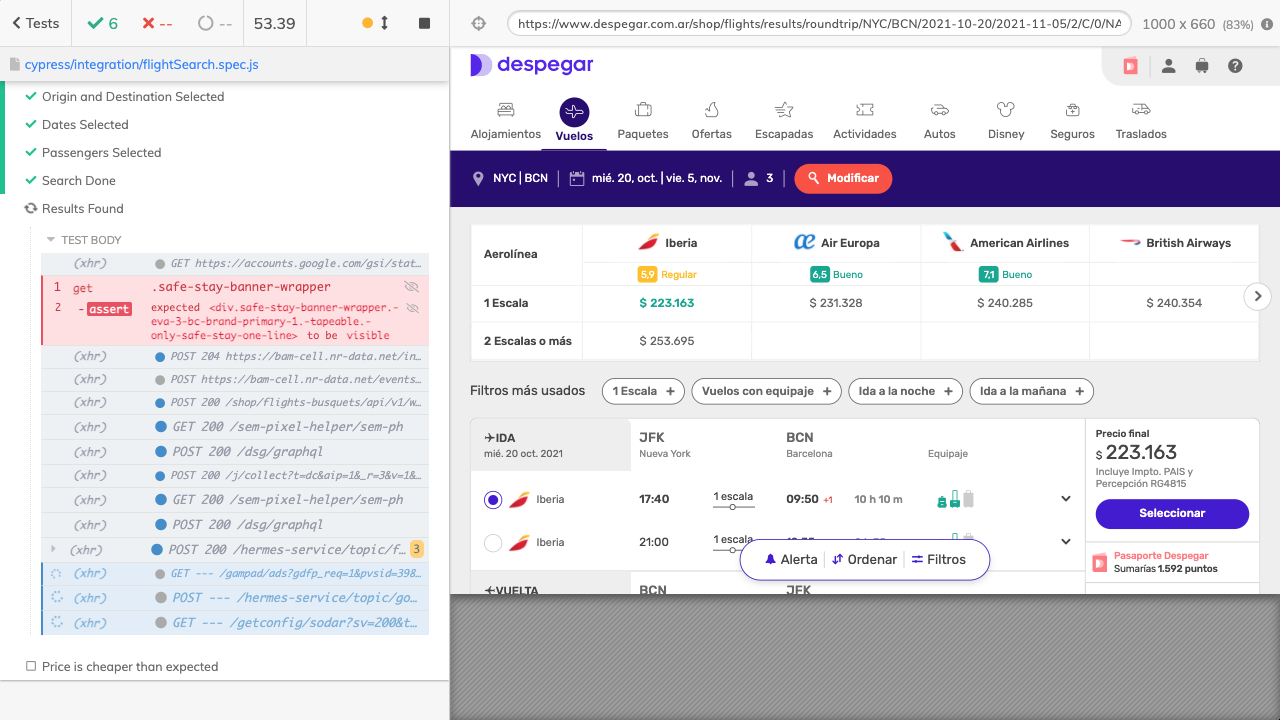 Tests
6
--
--
53.39
https://www.despegar.com.ar/shop/flights/results/roundtrip/NYC/BCN/2021-10-20/2021-11-05/2/C/0/NA
1000 x 660 (83%)
cypress/integration/flightSearch.spec.js
Origin and Destination Selected
Dates Selected
Passengers Selected
Search Done
Results Found
TEST BODY
(xhr) GET https://accounts.google.com/gsi/stat…
1 get .safe-stay-banner-wrapper
2 - assert expected <div.safe-stay-banner-wrapper.-
eva-3-bc-brand-primary-1.-tapeable.-
only-safe-stay-one-line> to be visible
(xhr) POST 204 https://bam-cell.nr-data.net/in…
(xhr) POST https://bam-cell.nr-data.net/events…
(xhr) POST 200 /shop/flights-busquets/api/v1/w…
(xhr) GET 200 /sem-pixel-helper/sem-ph
(xhr) POST 200 /dsg/graphql
(xhr) POST 200 /j/collect?t=dc&aip=1&_r=3&v=1&…
(xhr) GET 200 /sem-pixel-helper/sem-ph
(xhr) POST 200 /dsg/graphql
(xhr) POST 200 /hermes-service/topic/f… 3
(xhr) GET --- /gampad/ads?gdfp_req=1&pvsid=398…
(xhr) POST --- /hermes-service/topic/go…
(xhr) GET --- /getconfig/sodar?sv=200&t…
Price is cheaper than expected
despegar
Alojamientos
Vuelos
Paquetes
Ofertas
Escapadas
Actividades
Autos
Disney
Seguros
Traslados
NYC | BCN
mié. 20, oct. | vie. 5, nov.
3
Modificar
Aerolínea
Iberia
Air Europa
American Airlines
British Airways
5,9 Regular
6,5 Bueno
7,1 Bueno
1 Escala
$ 223.163
$ 231.328
$ 240.285
$ 240.354
2 Escalas o más
$ 253.695
Filtros más usados
1 Escala +
Vuelos con equipaje +
Ida a la noche +
Ida a la mañana +
IDA
mié. 20 oct. 2021
JFK
Nueva York
BCN
Barcelona
Equipaje
Iberia
17:40
1 escala
09:50 +1
10 h 10 m
Iberia
21:00
1 escala
Alerta
Ordenar
Filtros
VUELTA
BCN
JFK
Precio final
$ 223.163
Incluye Impto. PAIS y
Percepción RG4815
Seleccionar
Pasaporte Despegar
Sumarías 1.592 puntos